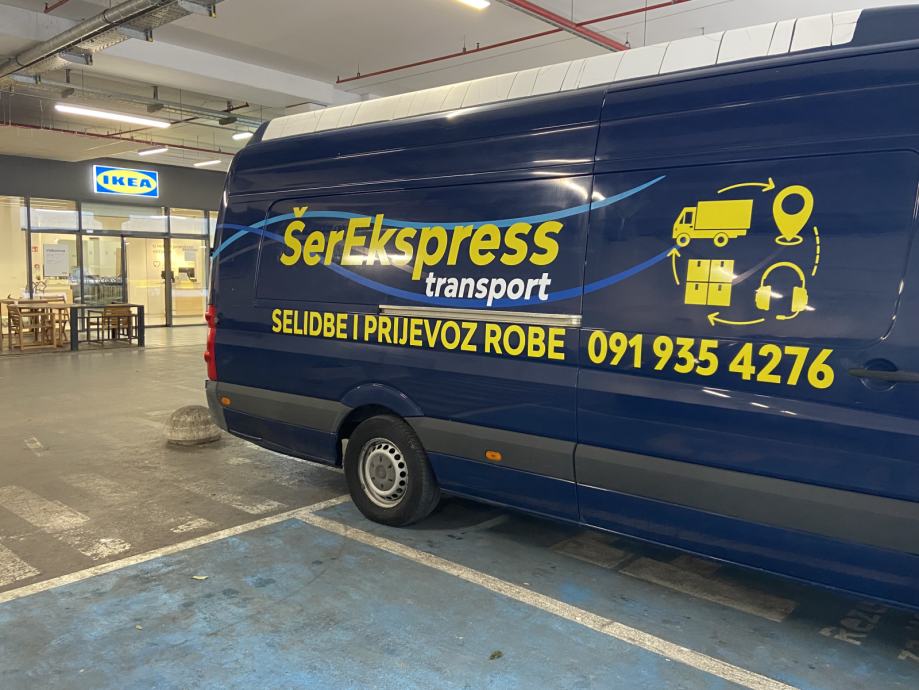 IKEA
ŠerEkspress
transport
SELIDBE I PRIJEVOZ ROBE 091 935 4276